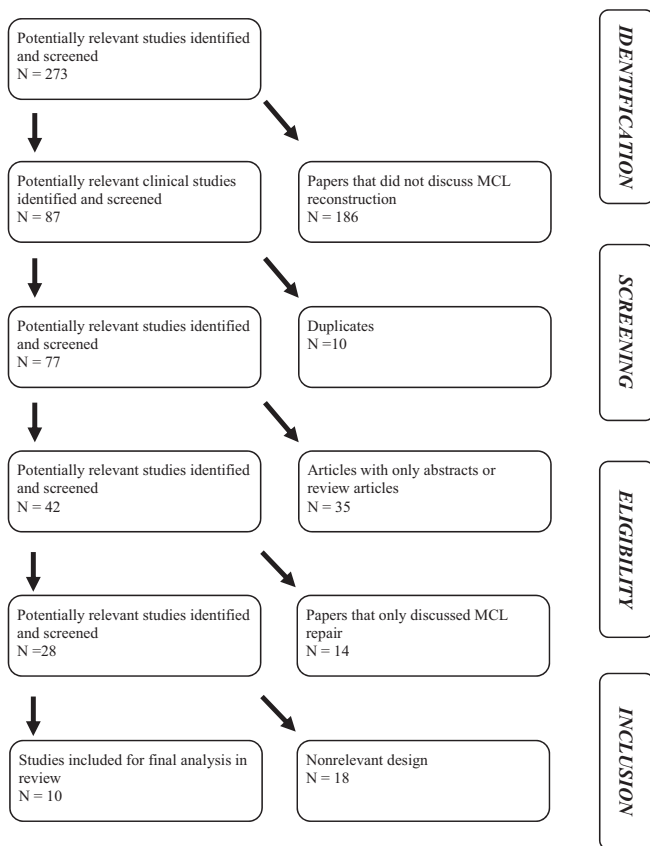 Potentially relevant studies identified
and screened
N = 273
IDENTIFICATION
Potentially relevant clinical studies
identified and screened
N = 87
Papers that did not discuss MCL
reconstruction
N = 186
Potentially relevant studies identified
and screened
N = 77
Duplicates
N =10
SCREENING
Potentially relevant studies identified
and screened
N = 42
Articles with only abstracts or
review articles
N = 35
ELIGIBILITY
Potentially relevant studies identified
and screened
N =28
Papers that only discussed MCL
repair
N = 14
Studies included for final analysis in
review
N = 10
Nonrelevant design
N = 18
INCLUSION